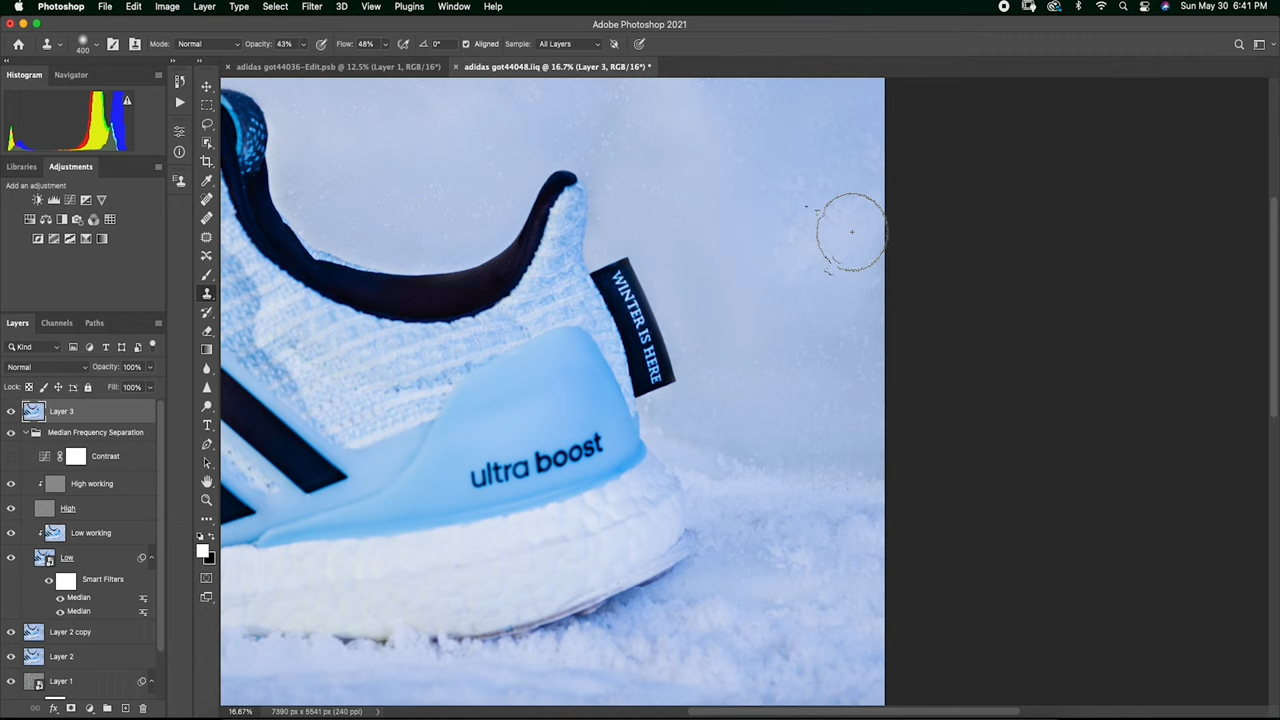 Photoshop File Edit Image Layer Type Select Filter 3D View Plugins Window Help Sun May 30 6:41 PM
Adobe Photoshop 2021
400 Mode: Normal Opacity: 43% Flow: 48% 0° Aligned Sample: All Layers
Histogram Navigator
adidas got44036-Edit.psb @ 12.5% (Layer 1, RGB/16*)
adidas got44048.iiq @ 16.7% (Layer 3, RGB/16*) *
Libraries Adjustments
Add an adjustment
Layers Channels Paths
Kind
Normal Opacity: 100%
Lock: Fill: 100%
Layer 3
Median Frequency Separation
Contrast
High working
High
Low working
Low
Smart Filters
Median
Median
Layer 2 copy
Layer 2
Layer 1
WINTER IS HERE
ultra boost
16.67% 7390 px x 5541 px (240 ppi)